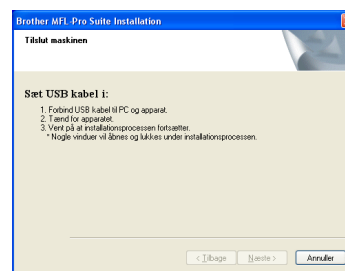 Brother MFL-Pro Suite Installation
Tilslut maskinen
Sæt USB kabel i:
1. Forbind USB kabel til PC og apparat.
2. Tænd for apparatet.
3. Vent på at installationsprocessen fortsætter.
* Nogle vinduer vil åbnes og lukkes under installationsprocessen.
< Tilbage Næste > Annuller